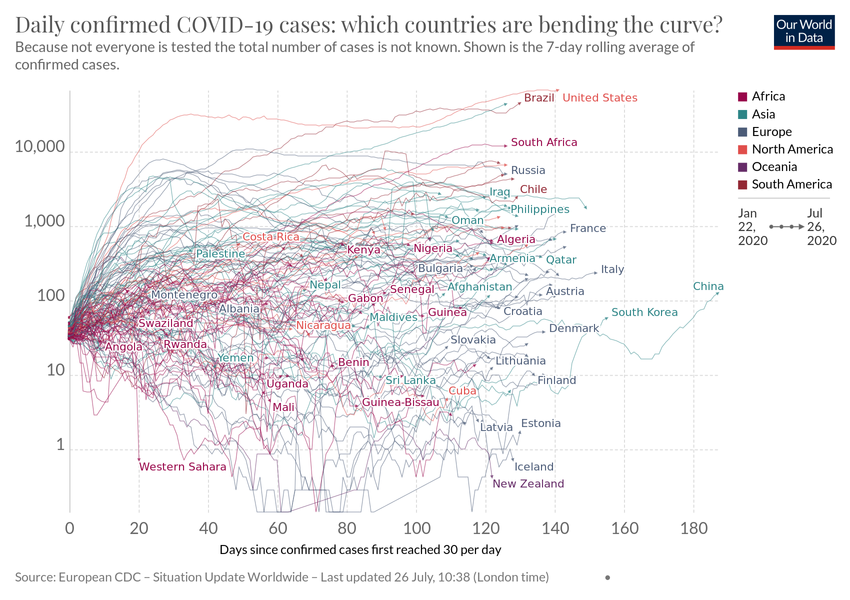 Daily confirmed COVID-19 cases: which countries are bending the curve?
Because not everyone is tested the total number of cases is not known. Shown is the 7-day rolling average of
confirmed cases.
Our World
in Data
Africa
Asia
Europe
North America
Oceania
South America
Jan
22,
2020
Jul
26,
2020
10,000
1,000
100
10
1
Brazil
United States
South Africa
Russia
Iraq
Chile
Philippines
Oman
France
Costa Rica
Algeria
Kenya
Nigeria
Palestine
Armenia
Qatar
Bulgaria
Italy
Nepal
Senegal
Afghanistan
Austria
China
Montenegro
Gabon
Albania
Guinea
Croatia
South Korea
Maldives
Swaziland
Nicaragua
Denmark
Rwanda
Slovakia
Angola
Yemen
Benin
Lithuania
Uganda
Sri Lanka
Finland
Cuba
Mali
Guinea-Bissau
Latvia
Estonia
Western Sahara
Iceland
New Zealand
0
20
40
60
80
100
120
140
160
180
Days since confirmed cases first reached 30 per day
Source: European CDC – Situation Update Worldwide – Last updated 26 July, 10:38 (London time)